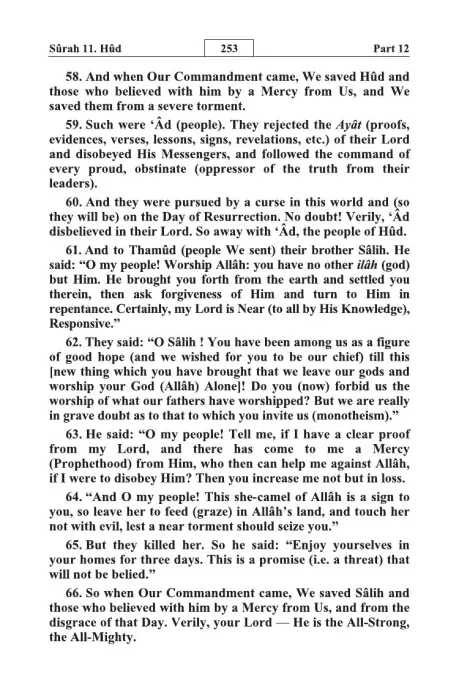 Sûrah 11. Hûd 253 Part 12
58. And when Our Commandment came, We saved Hûd and
those who believed with him by a Mercy from Us, and We
saved them from a severe torment.
59. Such were ‘Âd (people). They rejected the Ayât (proofs,
evidences, verses, lessons, signs, revelations, etc.) of their Lord
and disobeyed His Messengers, and followed the command of
every proud, obstinate (oppressor of the truth from their
leaders).
60. And they were pursued by a curse in this world and (so
they will be) on the Day of Resurrection. No doubt! Verily, ‘Âd
disbelieved in their Lord. So away with ‘Âd, the people of Hûd.
61. And to Thamûd (people We sent) their brother Sâlih. He
said: “O my people! Worship Allâh: you have no other ilâh (god)
but Him. He brought you forth from the earth and settled you
therein, then ask forgiveness of Him and turn to Him in
repentance. Certainly, my Lord is Near (to all by His Knowledge),
Responsive.”
62. They said: “O Sâlih ! You have been among us as a figure
of good hope (and we wished for you to be our chief) till this
[new thing which you have brought that we leave our gods and
worship your God (Allâh) Alone]! Do you (now) forbid us the
worship of what our fathers have worshipped? But we are really
in grave doubt as to that to which you invite us (monotheism).”
63. He said: “O my people! Tell me, if I have a clear proof
from my Lord, and there has come to me a Mercy
(Prophethood) from Him, who then can help me against Allâh,
if I were to disobey Him? Then you increase me not but in loss.
64. “And O my people! This she-camel of Allâh is a sign to
you, so leave her to feed (graze) in Allâh’s land, and touch her
not with evil, lest a near torment should seize you.”
65. But they killed her. So he said: “Enjoy yourselves in
your homes for three days. This is a promise (i.e. a threat) that
will not be belied.”
66. So when Our Commandment came, We saved Sâlih and
those who believed with him by a Mercy from Us, and from the
disgrace of that Day. Verily, your Lord — He is the All-Strong,
the All-Mighty.